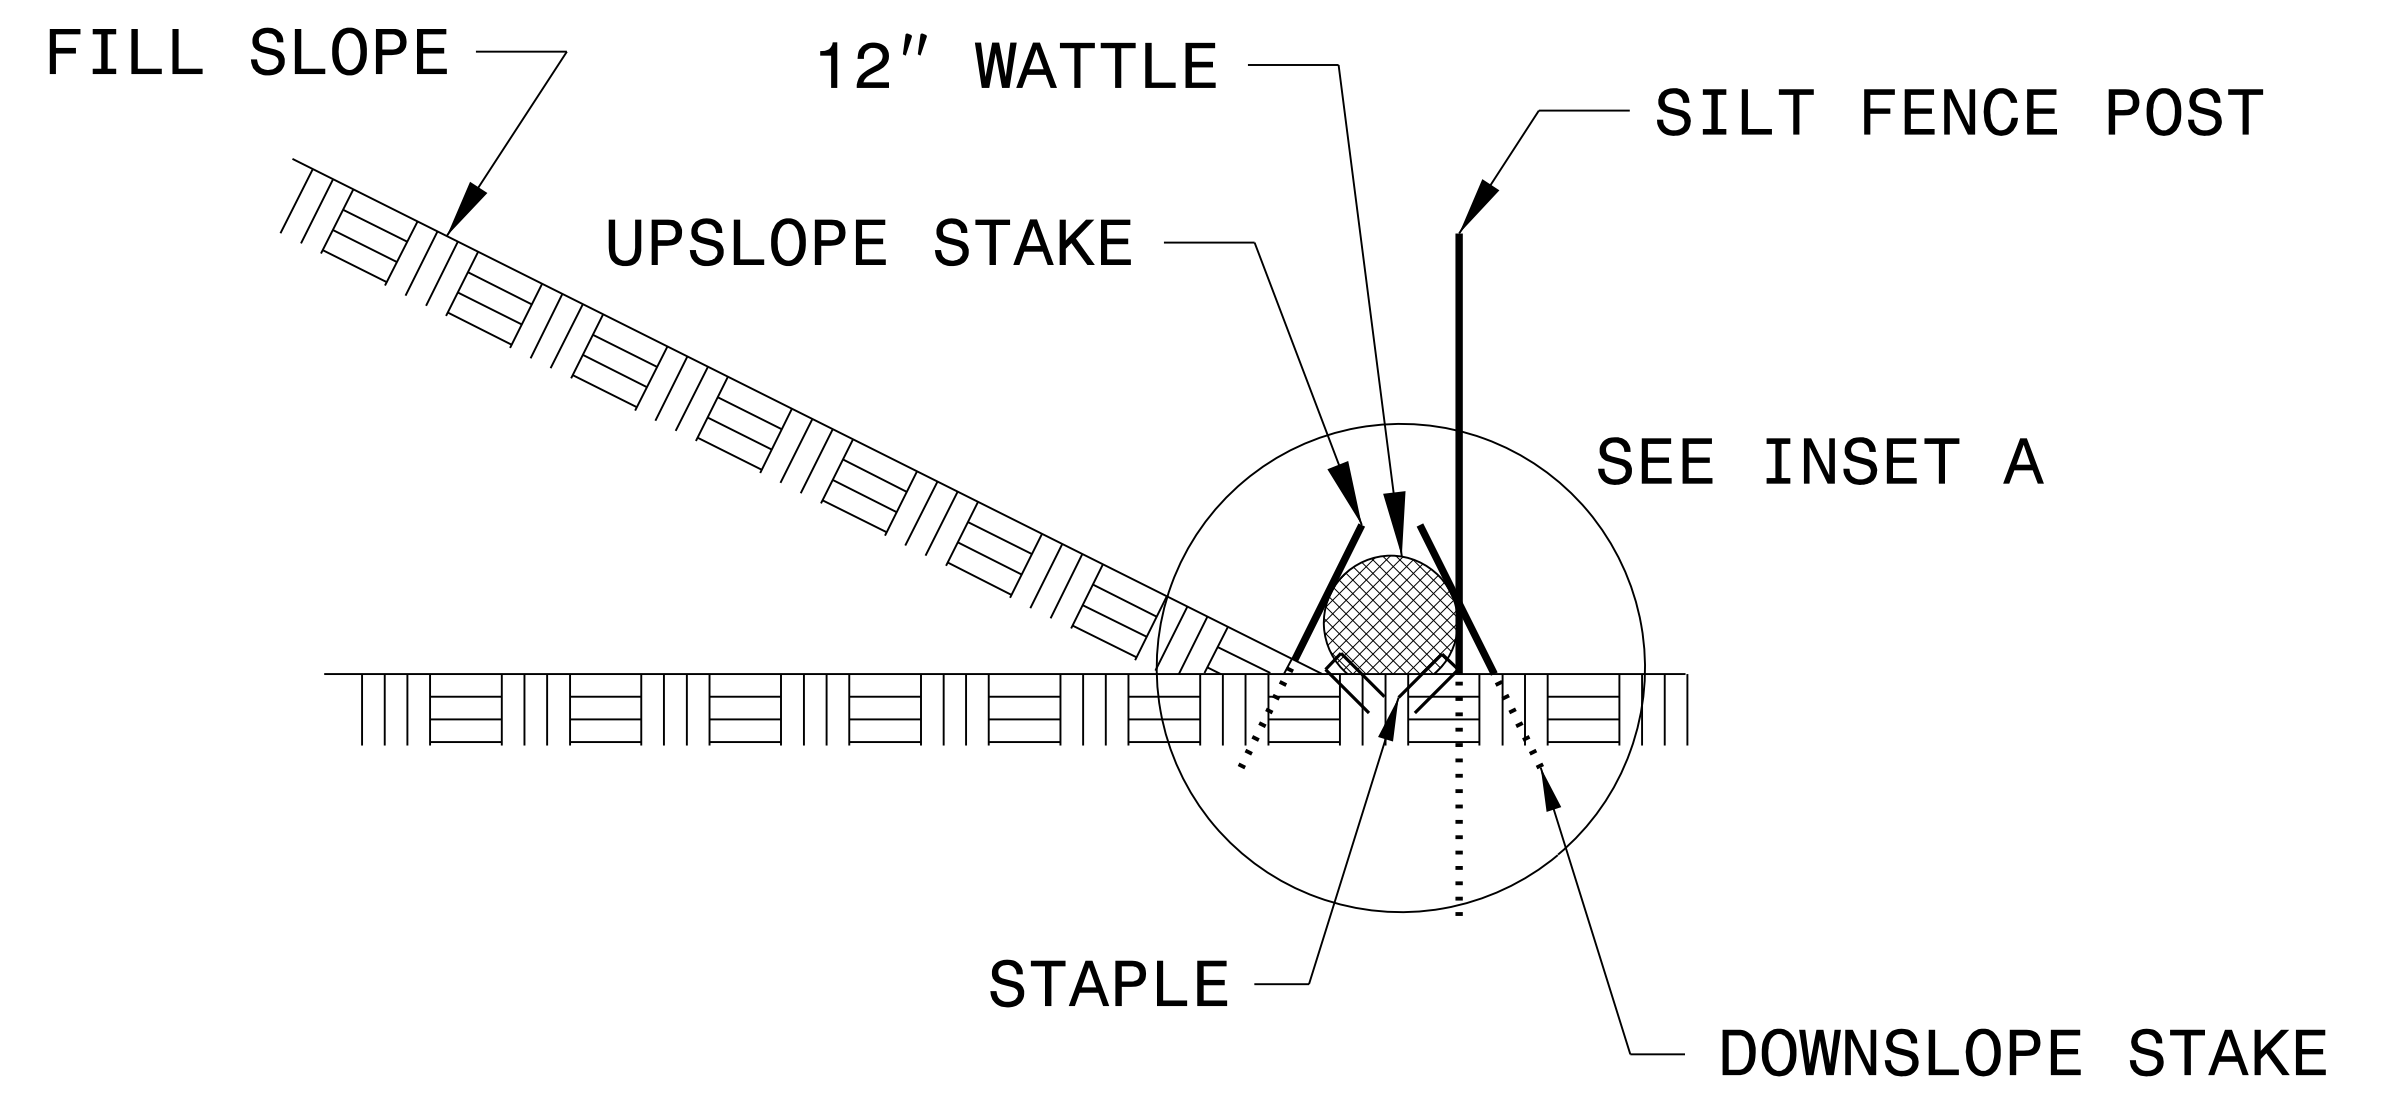 FILL SLOPE
12" WATTLE
SILT FENCE POST
UPSLOPE STAKE
SEE INSET A
STAPLE
DOWNSLOPE STAKE